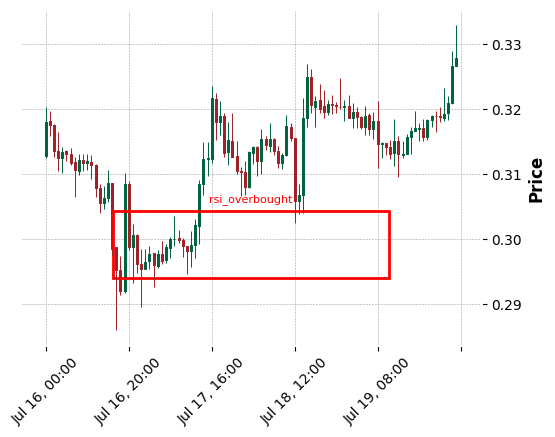 0.33
0.32
0.31
rsi_overbought
0.30
0.29
Price
Jul 16, 00:00
Jul 16, 20:00
Jul 17, 16:00
Jul 18, 12:00
Jul 19, 08:00